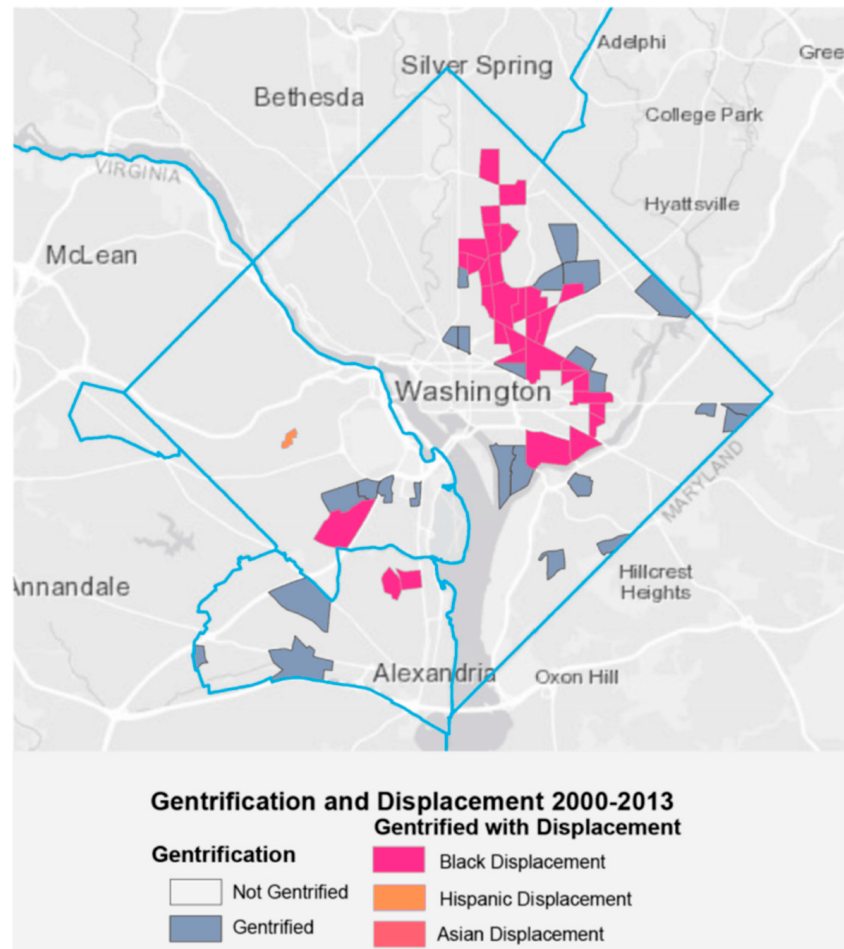 Adelphi
Silver Spring
Gree
Bethesda
College Park
VIRGINIA
Hyattsville
McLean
Washington
MARYLAND
Annandale
Hillcrest
Heights
Alexandria
Oxon Hill
Gentrification and Displacement 2000-2013
Gentrified with Displacement
Gentrification
Black Displacement
Not Gentrified
Hispanic Displacement
Gentrified
Asian Displacement